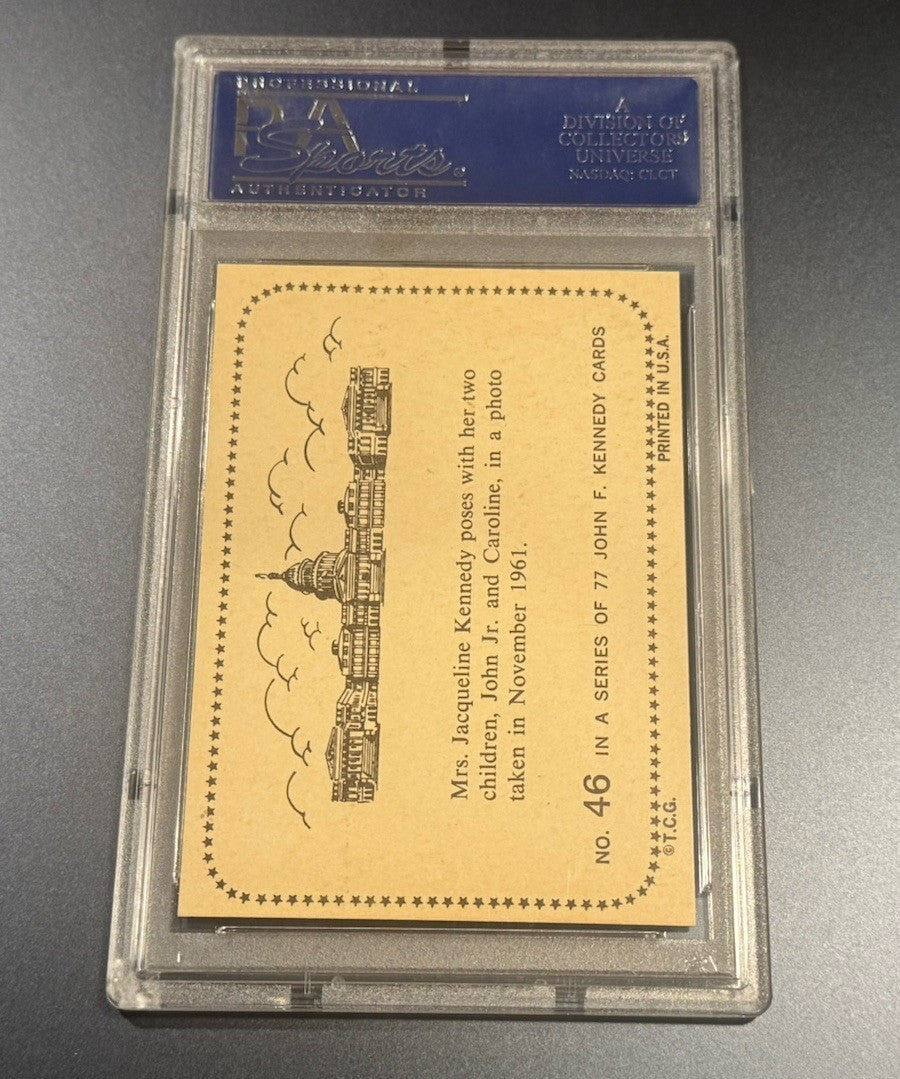 PROFESSIONAL
PSA
Sports
AUTHENTICATOR
A
DIVISION OF
COLLECTORS
UNIVERSE
NASDAQ: CLCT
Mrs. Jacqueline Kennedy poses with her two
children, John Jr. and Caroline, in a photo
taken in November 1961.
NO. 46 IN A SERIES OF 77 JOHN F. KENNEDY CARDS
©T.C.G. PRINTED IN U.S.A.